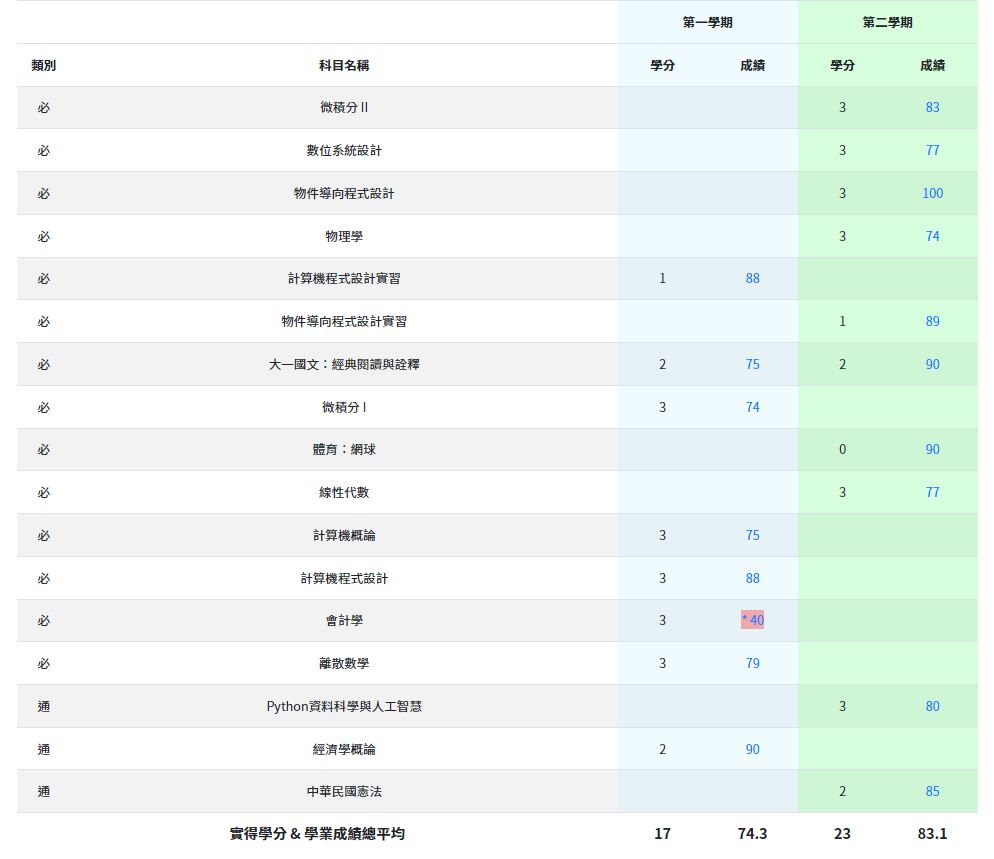 第一學期 第二學期
類別 科目名稱 學分 成績 學分 成績
必 微積分 II 3 83
必 數位系統設計 3 77
必 物件導向程式設計 3 100
必 物理學 3 74
必 計算機程式設計實習 1 88
必 物件導向程式設計實習 1 89
必 大一國文：經典閱讀與詮釋 2 75 2 90
必 微積分 I 3 74
必 體育：網球 0 90
必 線性代數 3 77
必 計算機概論 3 75
必 計算機程式設計 3 88
必 會計學 3 * 40
必 離散數學 3 79
通 Python資料科學與人工智慧 3 80
通 經濟學概論 2 90
通 中華民國憲法 2 85
實得學分 & 學業成績總平均 17 74.3 23 83.1